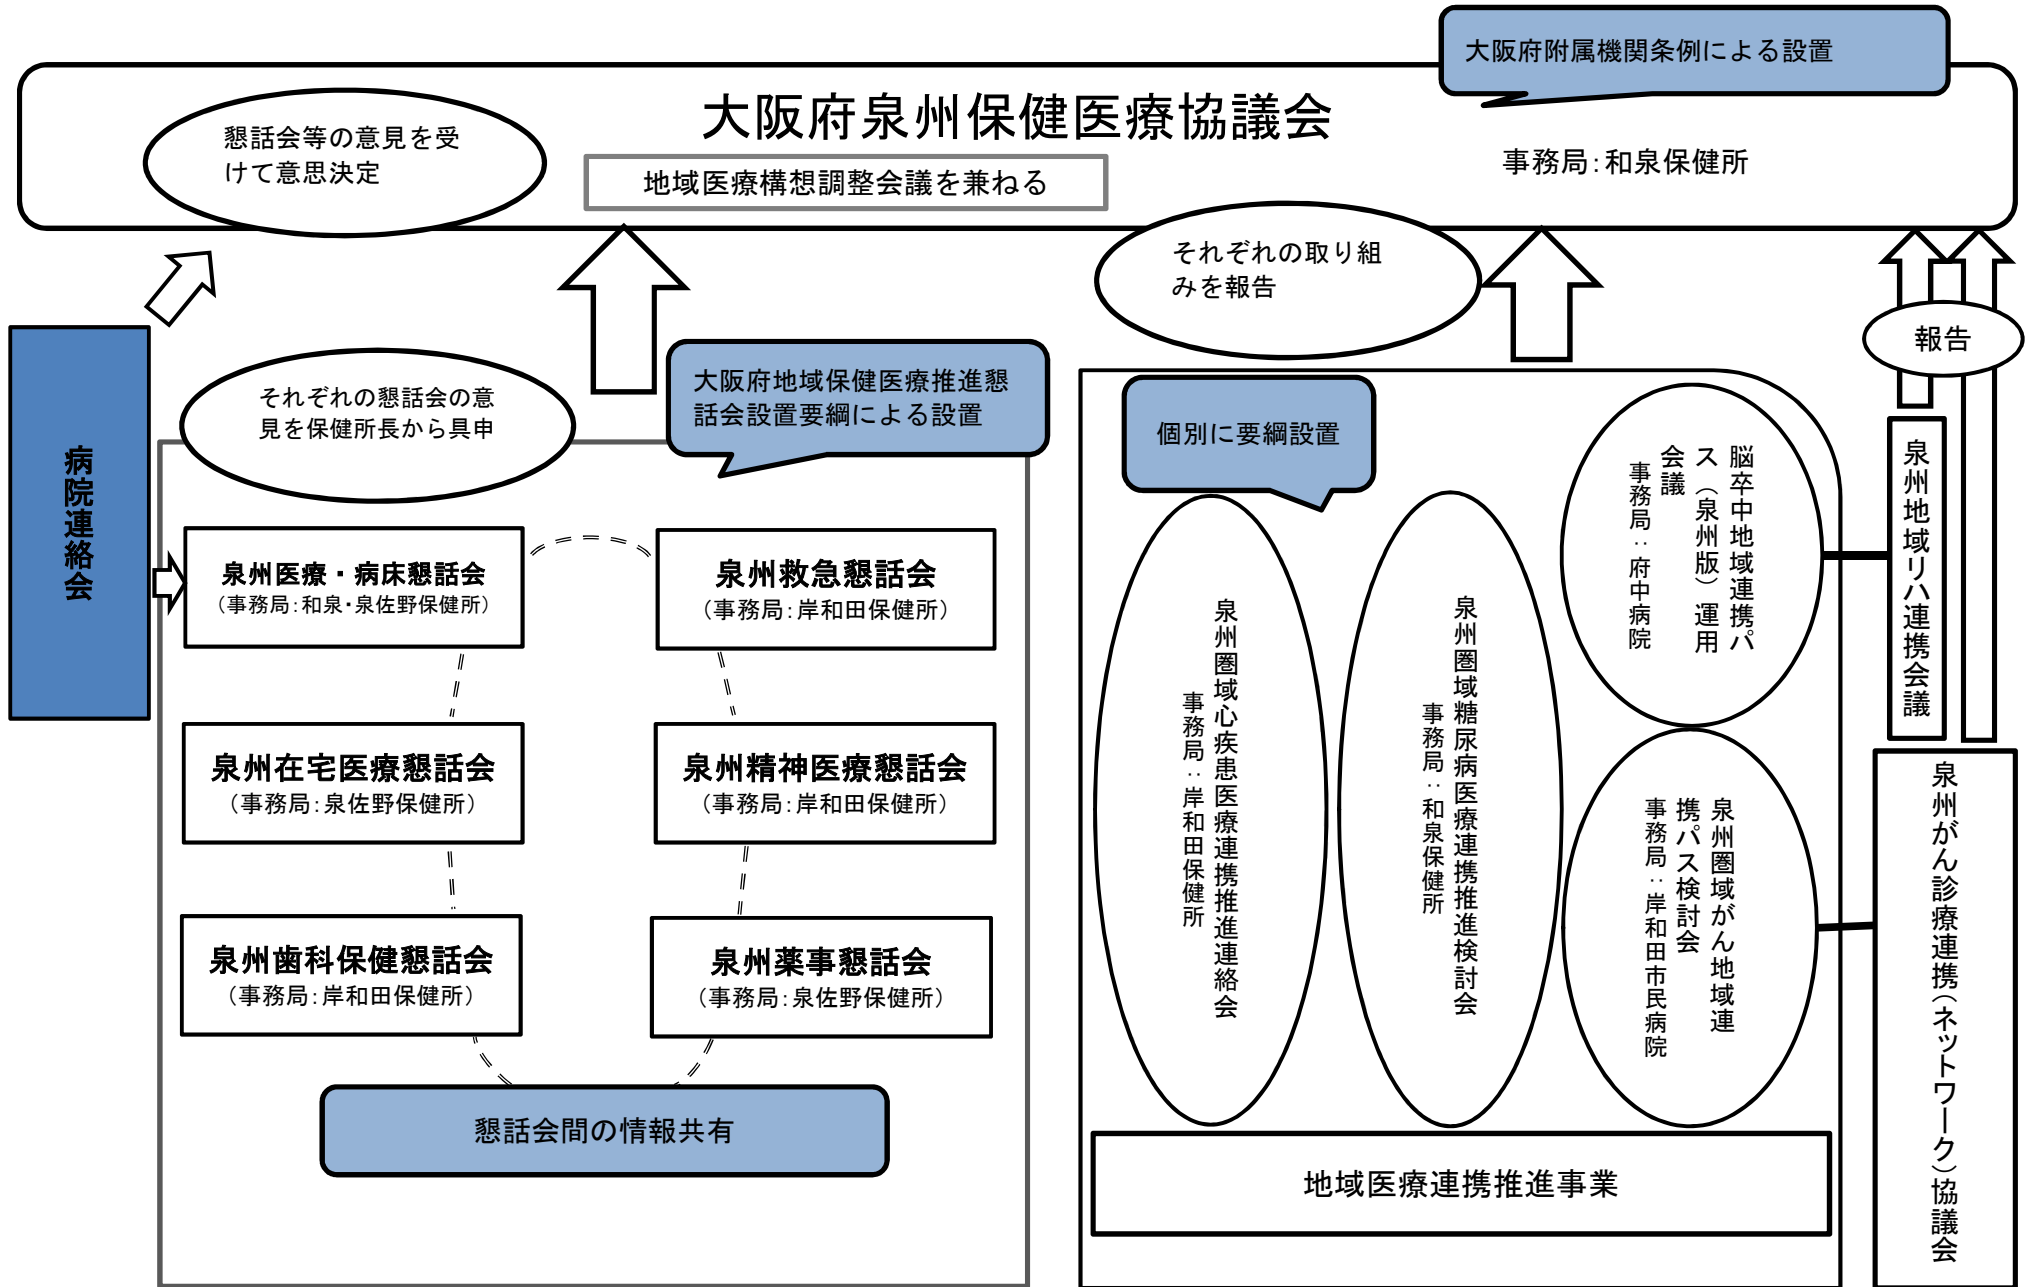 大阪府附属機関条例による設置
大阪府泉州保健医療協議会
懇話会等の意見を受
けて意思決定
地域医療構想調整会議を兼ねる
事務局:和泉保健所
それぞれの取り組
みを報告
報告
病院連絡会
それぞれの懇話会の意
見を保健所長から具申
大阪府地域保健医療推進懇
話会設置要綱による設置
泉州医療・病床懇話会
(事務局:和泉・泉佐野保健所)
泉州救急懇話会
(事務局:岸和田保健所)
泉州在宅医療懇話会
(事務局:泉佐野保健所)
泉州精神医療懇話会
(事務局:岸和田保健所)
泉州歯科保健懇話会
(事務局:岸和田保健所)
泉州薬事懇話会
(事務局:泉佐野保健所)
懇話会間の情報共有
個別に要綱設置
泉州圏域心疾患医療連携推進連絡会
事務局:岸和田保健所
泉州圏域糖尿病医療連携推進検討会
事務局:和泉保健所
脳卒中地域連携パ
ス(泉州版)運用
会議
事務局:府中病院
泉州圏域がん地域連
携パス検討会
事務局:岸和田市民病院
地域医療連携推進事業
泉州地域リハ連携会議
泉州がん診療連携(ネットワーク)協議会